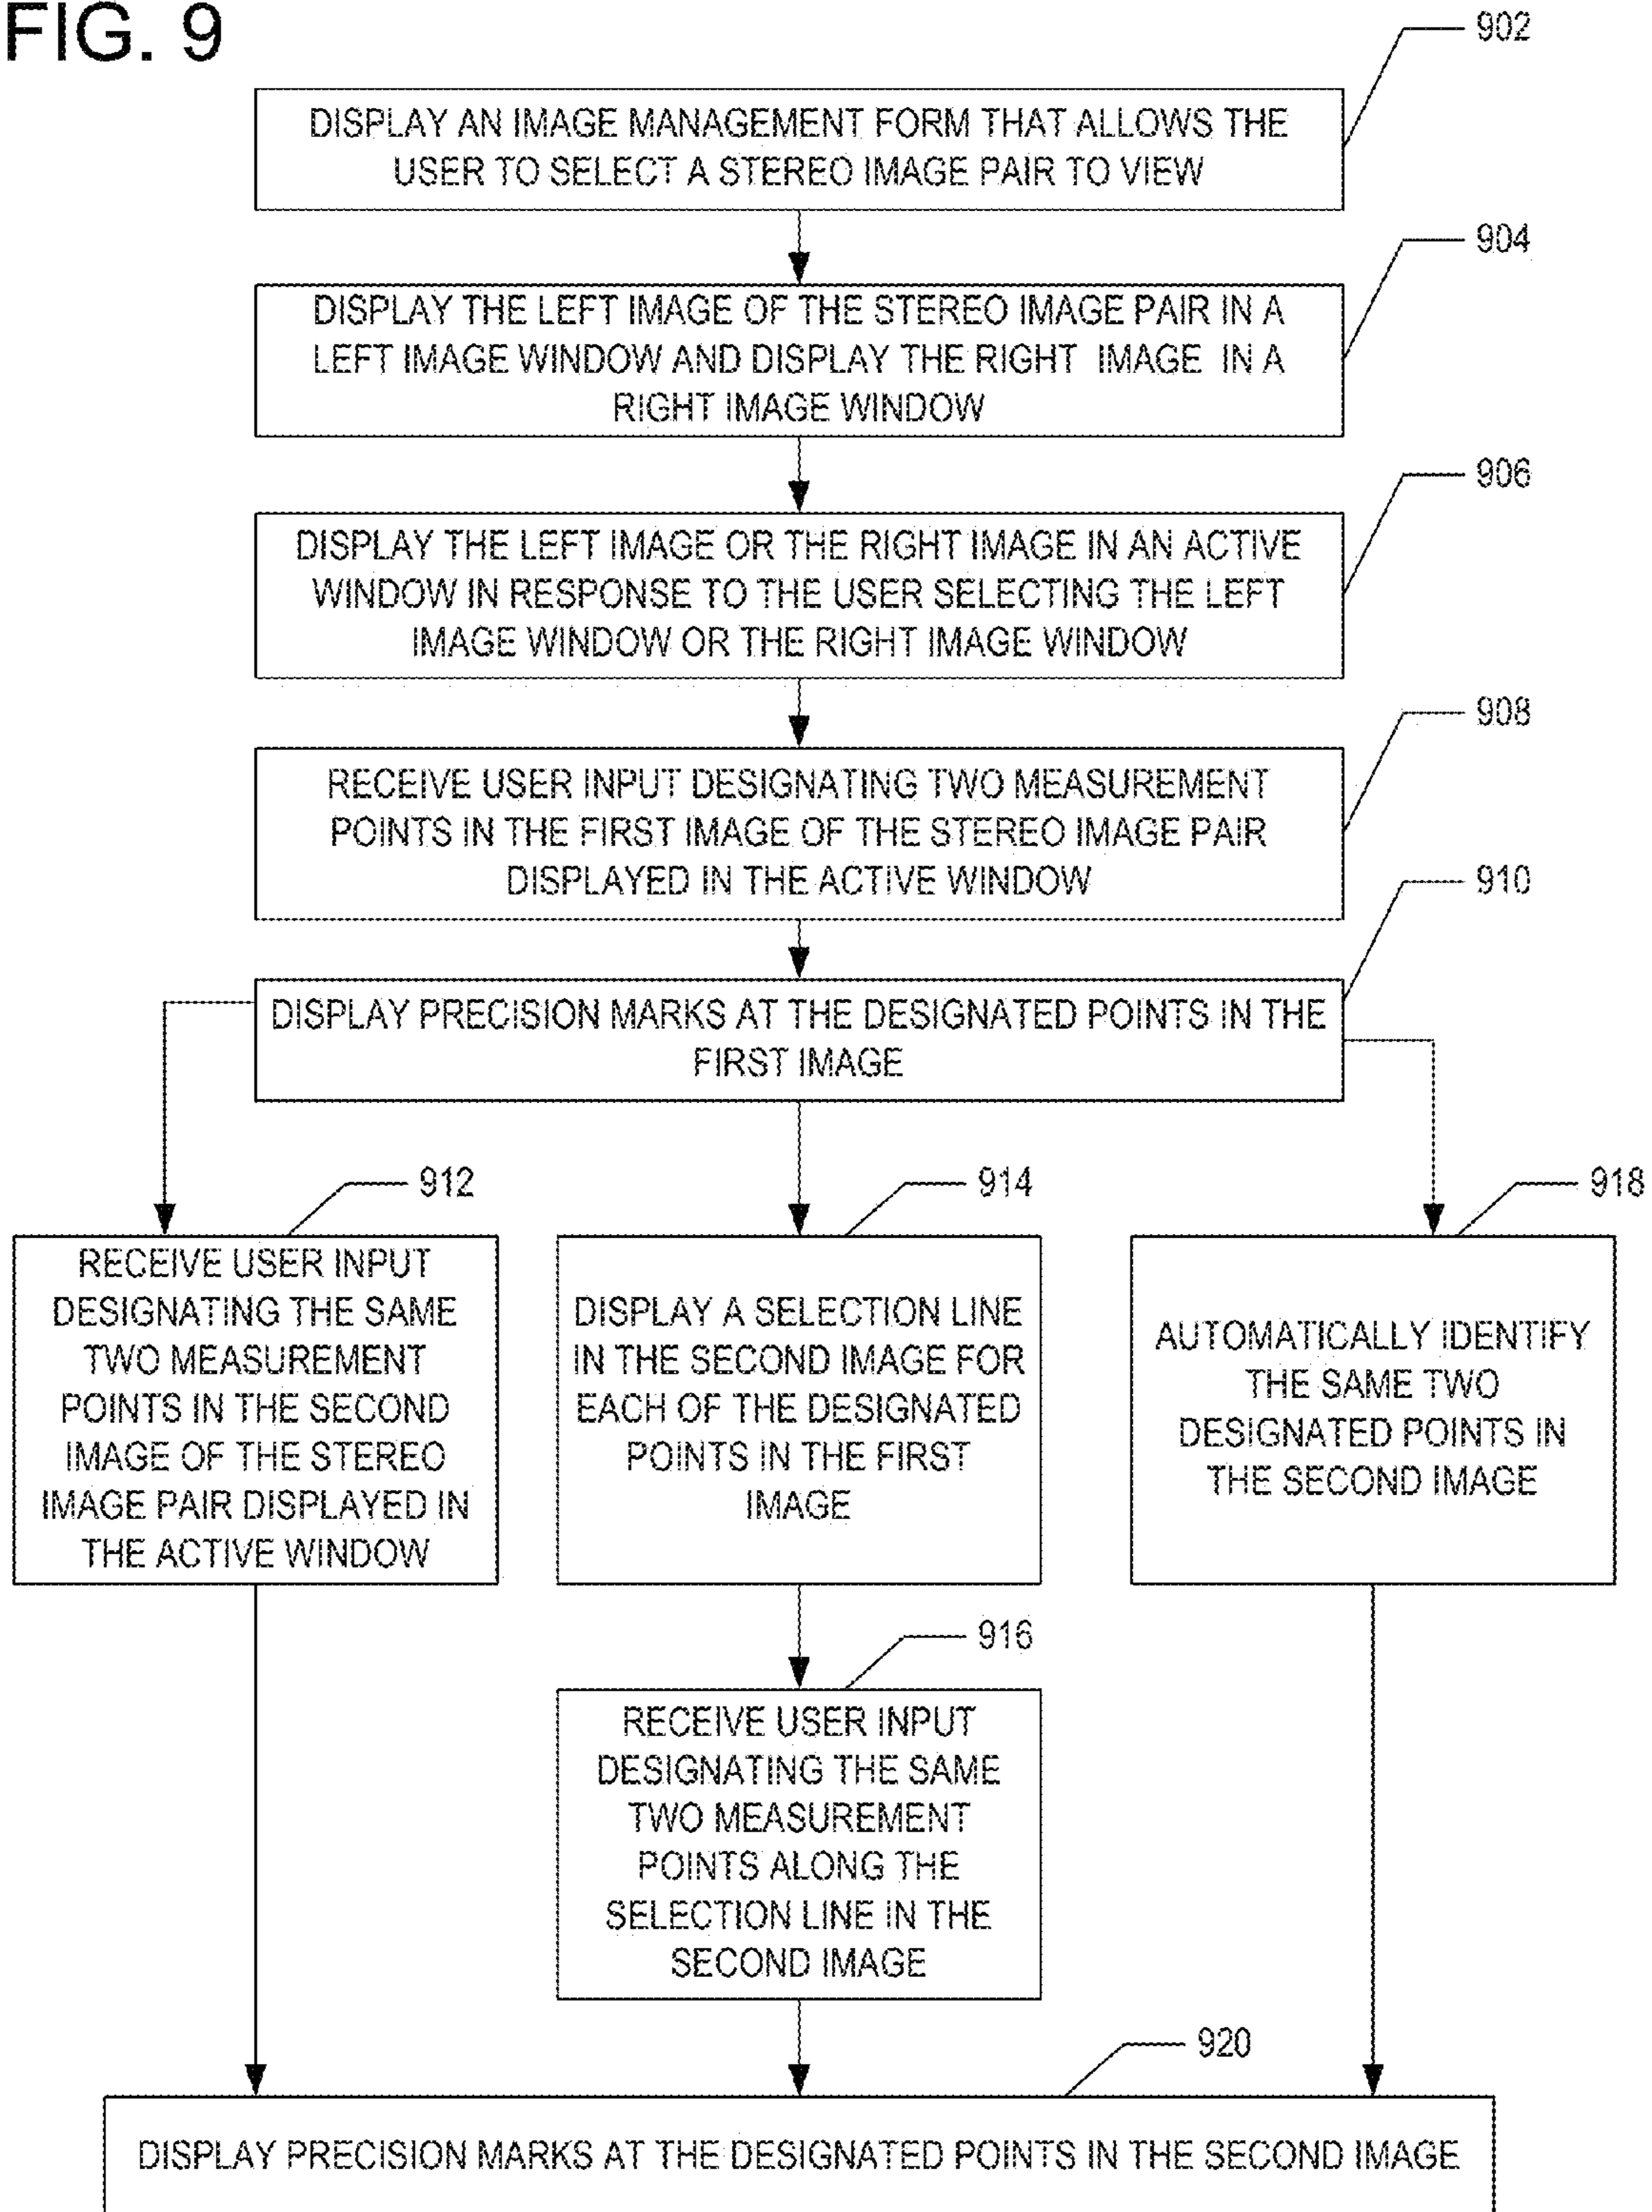 FIG. 9
902
DISPLAY AN IMAGE MANAGEMENT FORM THAT ALLOWS THE
USER TO SELECT A STEREO IMAGE PAIR TO VIEW
904
DISPLAY THE LEFT IMAGE OF THE STEREO IMAGE PAIR IN A
LEFT IMAGE WINDOW AND DISPLAY THE RIGHT IMAGE IN A
RIGHT IMAGE WINDOW
906
DISPLAY THE LEFT IMAGE OR THE RIGHT IMAGE IN AN ACTIVE
WINDOW IN RESPONSE TO THE USER SELECTING THE LEFT
IMAGE WINDOW OR THE RIGHT IMAGE WINDOW
908
RECEIVE USER INPUT DESIGNATING TWO MEASUREMENT
POINTS IN THE FIRST IMAGE OF THE STEREO IMAGE PAIR
DISPLAYED IN THE ACTIVE WINDOW
910
DISPLAY PRECISION MARKS AT THE DESIGNATED POINTS IN THE
FIRST IMAGE
912
RECEIVE USER INPUT
DESIGNATING THE SAME
TWO MEASUREMENT
POINTS IN THE SECOND
IMAGE OF THE STEREO
IMAGE PAIR DISPLAYED IN
THE ACTIVE WINDOW
914
DISPLAY A SELECTION LINE
IN THE SECOND IMAGE FOR
EACH OF THE DESIGNATED
POINTS IN THE FIRST
IMAGE
918
AUTOMATICALLY IDENTIFY
THE SAME TWO
DESIGNATED POINTS IN
THE SECOND IMAGE
916
RECEIVE USER INPUT
DESIGNATING THE SAME
TWO MEASUREMENT
POINTS ALONG THE
SELECTION LINE IN THE
SECOND IMAGE
920
DISPLAY PRECISION MARKS AT THE DESIGNATED POINTS IN THE SECOND IMAGE